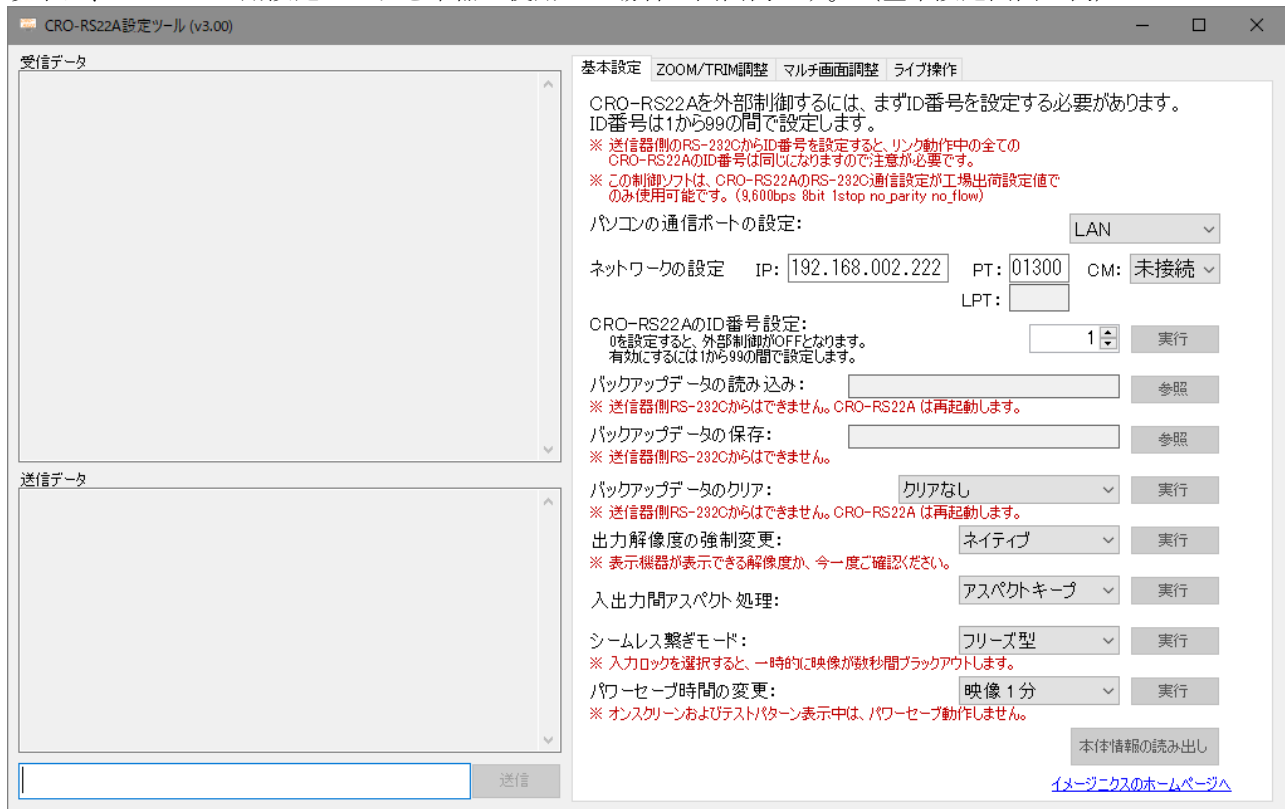 CRO-RS22A設定ツール (v3.00)
受信データ
送信データ
送信
基本設定 ZOOM/TRIM調整 マルチ画面調整 ライブ操作
CRO-RS22Aを外部制御するには、まずID番号を設定する必要があります。
ID番号は1から99の間で設定します。
※ 送信器側のRS-232CからID番号を設定すると、リンク動作中の全ての
CRO-RS22AのID番号は同じになりますので注意が必要です。
※ この制御ソフトは、CRO-RS22AのRS-232C通信設定が工場出荷設定値で
のみ使用可能です。(9,600bps 8bit 1stop no_parity no_flow)
パソコンの通信ポートの設定: LAN
ネットワークの設定 IP: 192.168.002.222 PT: 01300 CM: 未接続
LPT:
CRO-RS22AのID番号設定:
0を設定すると、外部制御がOFFとなります。
有効にするには1から99の間で設定します。
1 実行
バックアップデータの読み込み: 参照
※ 送信器側RS-232Cからはできません。CRO-RS22A は再起動します。
バックアップデータの保存: 参照
※ 送信器側RS-232Cからはできません。
バックアップデータのクリア: クリアなし 実行
※ 送信器側RS-232Cからはできません。CRO-RS22A は再起動します。
出力解像度の強制変更: ネイティブ 実行
※ 表示機器が表示できる解像度か、今一度ご確認ください。
入出力間アスペクト処理: アスペクトキープ 実行
シームレス繋ぎモード: フリーズ型 実行
※ 入力ロックを選択すると、一時的に映像が数秒間ブラックアウトします。
パワーセーブ時間の変更: 映像1分 実行
※ オンスクリーンおよびテストパターン表示中は、パワーセーブ動作しません。
本体情報の読み出し
イメージニクスのホームページへ